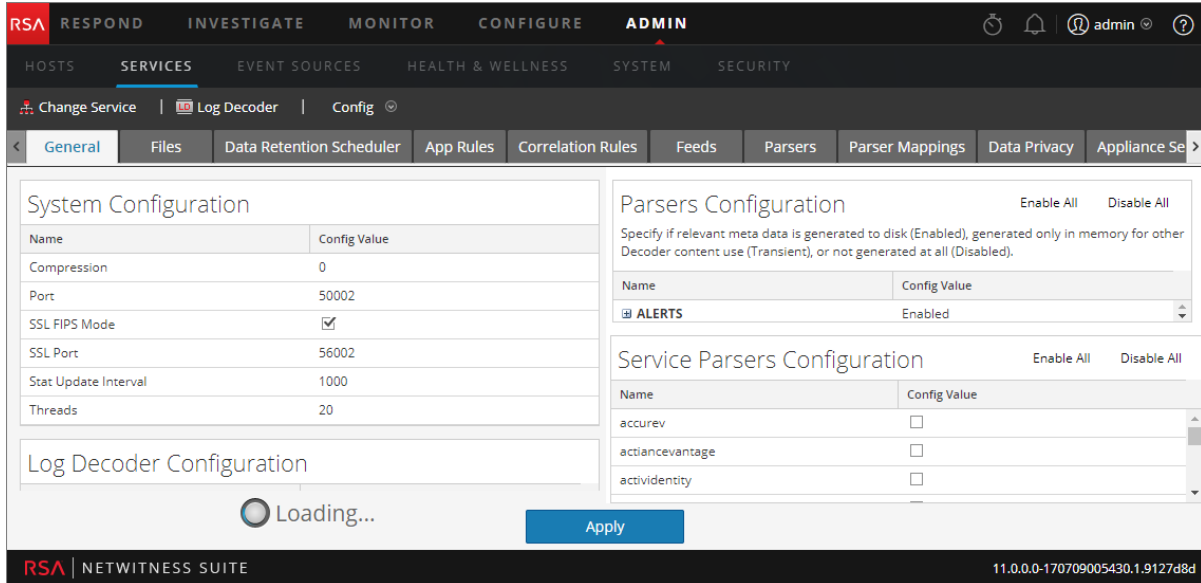 RSA RESPOND INVESTIGATE MONITOR CONFIGURE ADMIN admin ?
HOSTS SERVICES EVENT SOURCES HEALTH & WELLNESS SYSTEM SECURITY
Change Service | LD Log Decoder | Config
< General Files Data Retention Scheduler App Rules Correlation Rules Feeds Parsers Parser Mappings Data Privacy Appliance Se >
System Configuration
Name Config Value
Compression 0
Port 50002
SSL FIPS Mode
SSL Port 56002
Stat Update Interval 1000
Threads 20
Log Decoder Configuration
Loading...
Parsers Configuration Enable All Disable All
Specify if relevant meta data is generated to disk (Enabled), generated only in memory for other
Decoder content use (Transient), or not generated at all (Disabled).
Name Config Value
ALERTS Enabled
Service Parsers Configuration Enable All Disable All
Name Config Value
accurev
actiancevantage
actividentity
Apply
RSA | NETWITNESS SUITE 11.0.0.0-170709005430.1.9127d8d